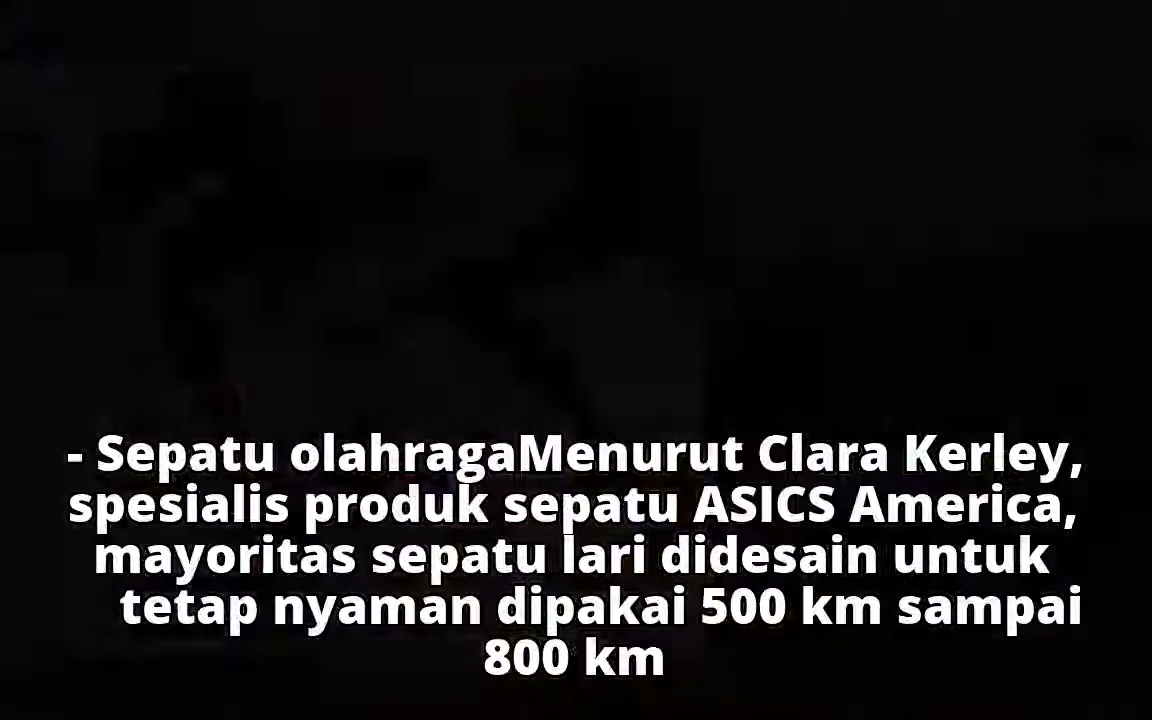 - Sepatu olahragaMenurut Clara Kerley,
spesialis produk sepatu ASICS America,
mayoritas sepatu lari didesain untuk
tetap nyaman dipakai 500 km sampai
800 km